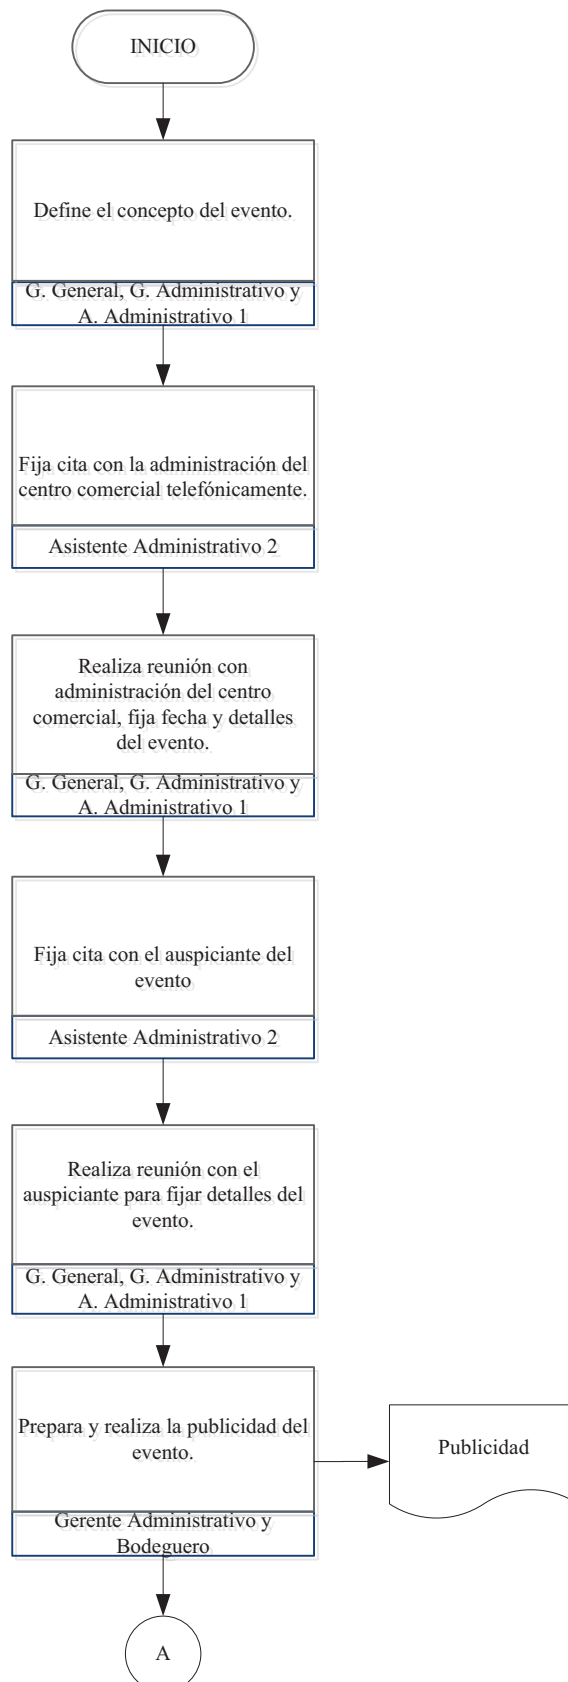 INICIO
Define el concepto del evento.
G. General, G. Administrativo y
A. Administrativo 1
Fija cita con la administración del
centro comercial telefónicamente.
Asistente Administrativo 2
Realiza reunión con
administración del centro
comercial, fija fecha y detalles
del evento.
G. General, G. Administrativo y
A. Administrativo 1
Fija cita con el auspiciante del
evento
Asistente Administrativo 2
Realiza reunión con el
auspiciante para fijar detalles del
evento.
G. General, G. Administrativo y
A. Administrativo 1
Prepara y realiza la publicidad del
evento.
Publicidad
Gerente Administrativo y
Bodeguero
A